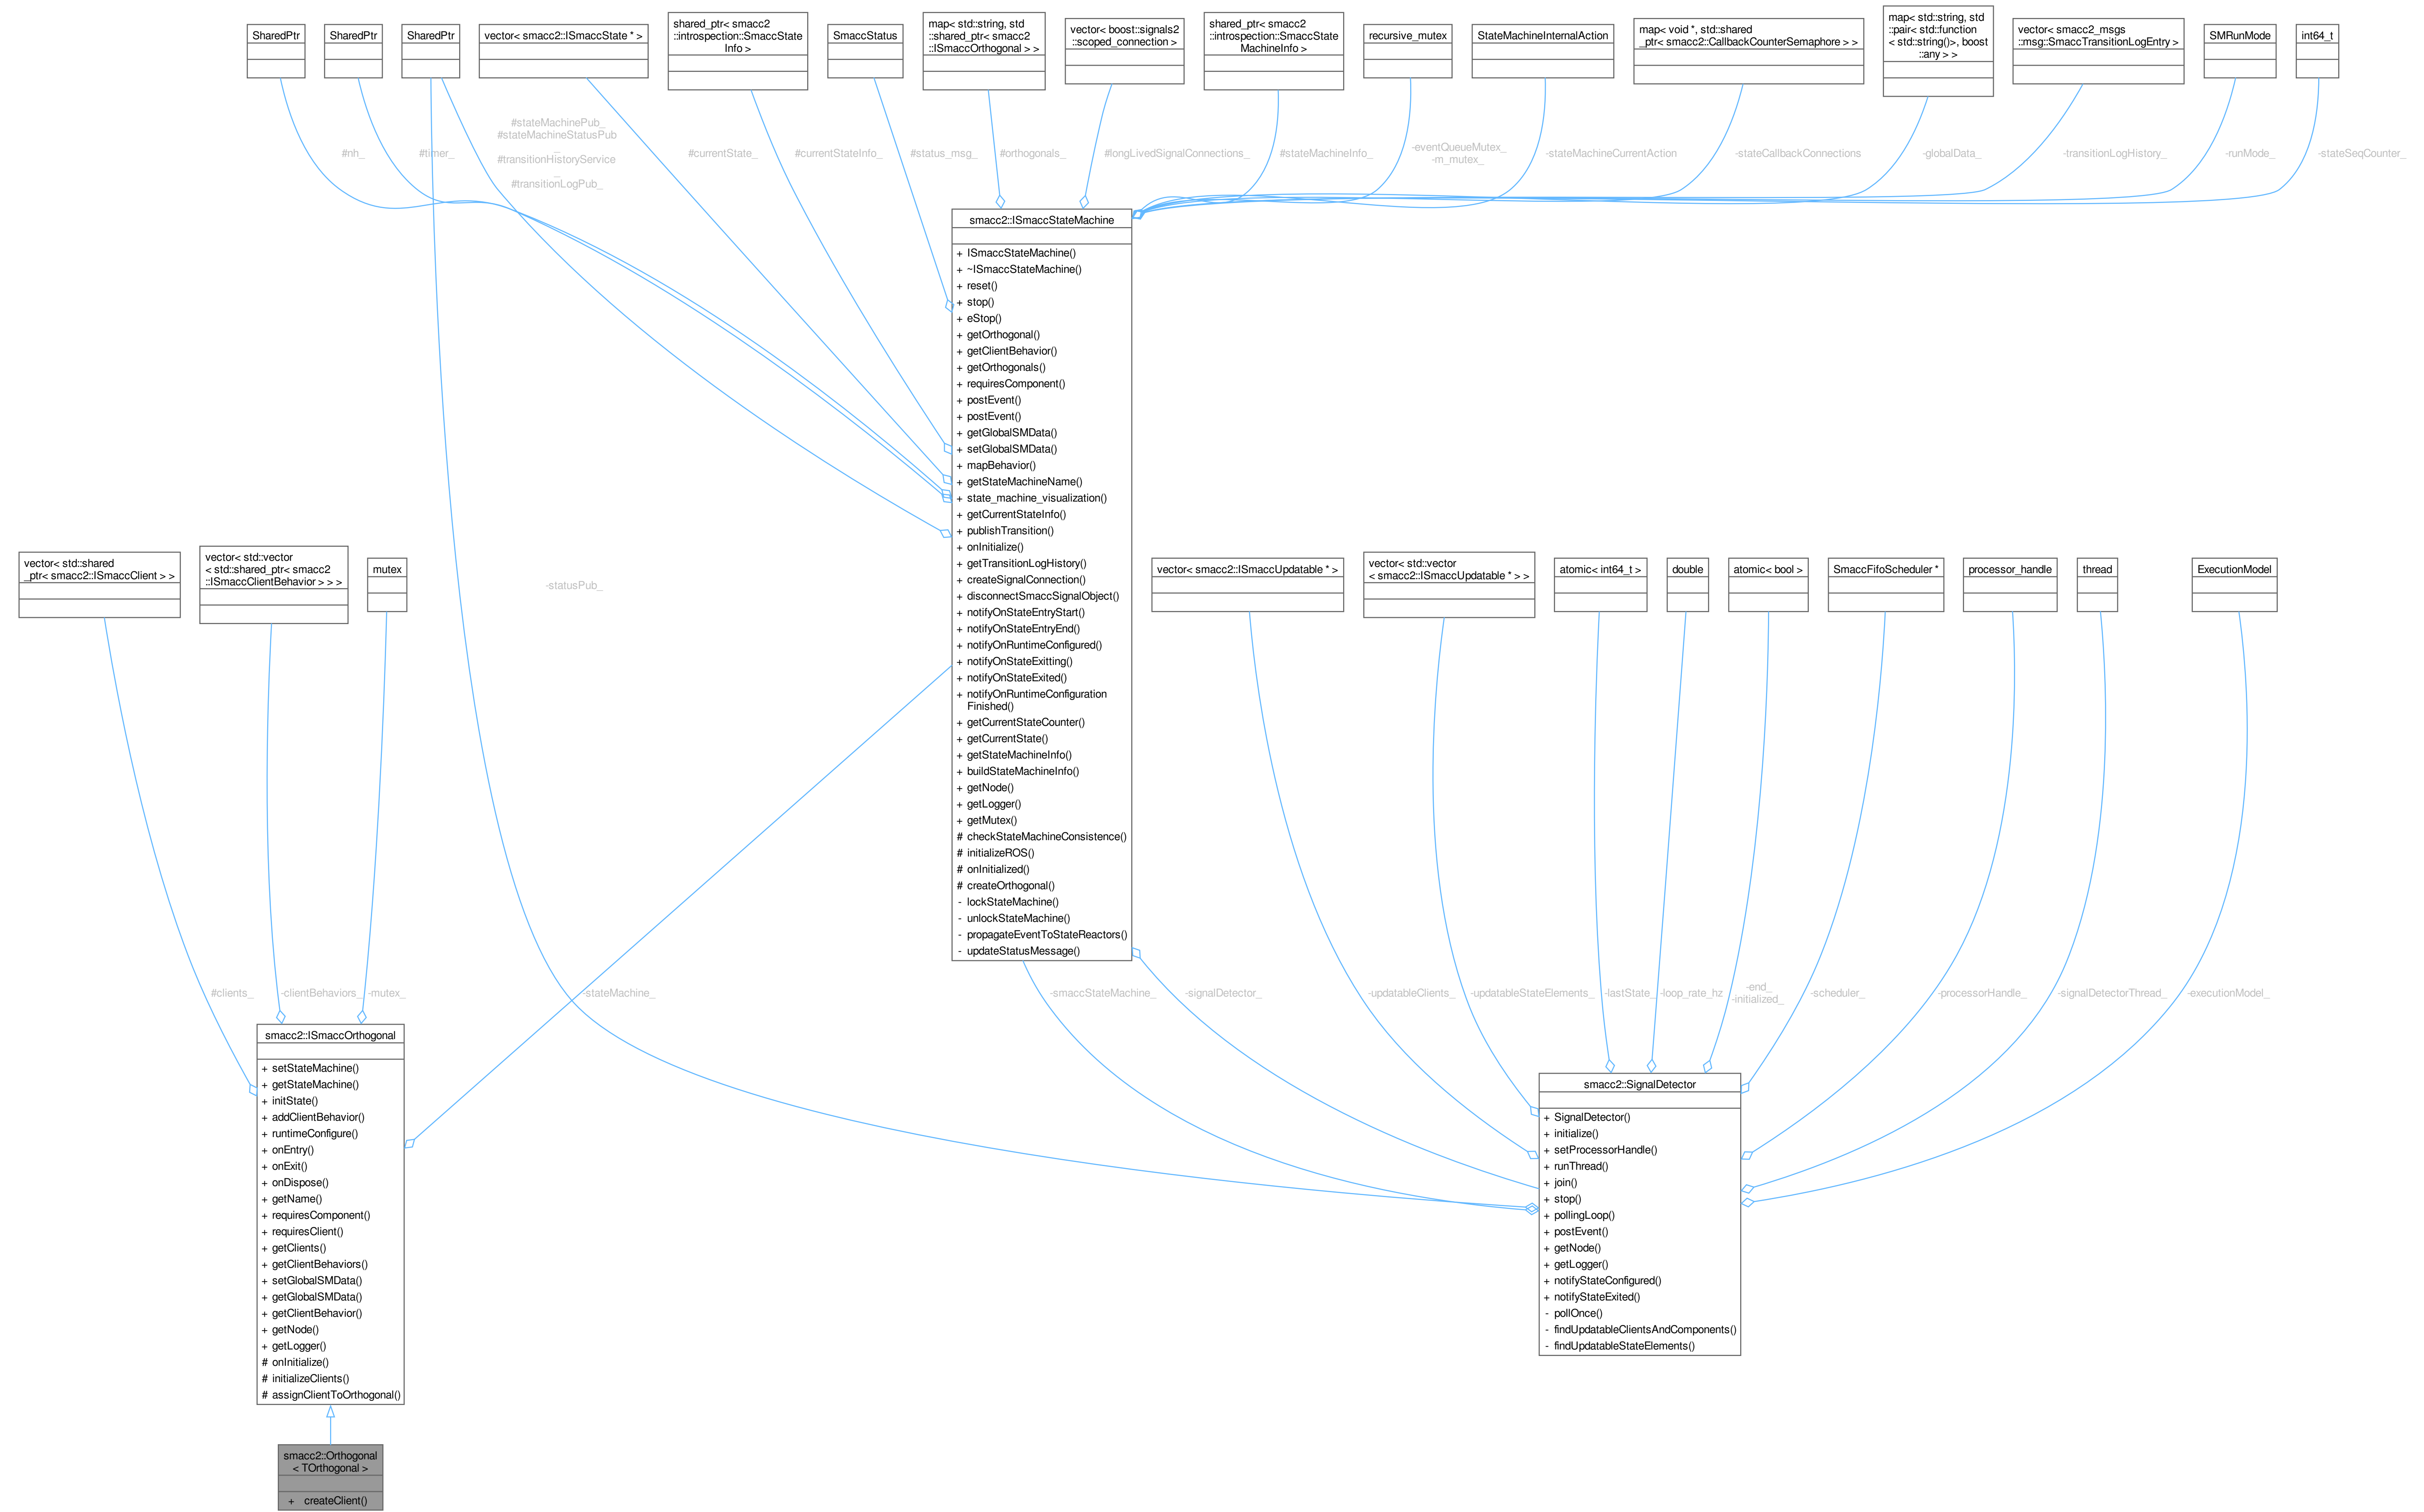 SharedPtr
SharedPtr
SharedPtr
vector< smacc2::ISmaccState * >
shared_ptr< smacc2
::introspection::SmaccState
Info >
SmaccStatus
map< std::string, std
::shared_ptr< smacc2
::ISmaccOrthogonal > >
vector< boost::signals2
::scoped_connection >
shared_ptr< smacc2
::introspection::SmaccState
MachineInfo >
recursive_mutex
StateMachineInternalAction
map< void *, std::shared
_ptr< smacc2::CallbackCounterSemaphore > >
map< std::string, std
::pair< std::function
< std::string()>, boost
::any > >
vector< smacc2_msgs
::msg::SmaccTransitionLogEntry >
SMRunMode
int64_t
#nh_
#timer_
#stateMachinePub_
#stateMachineStatusPub
_
#transitionHistoryService
_
#transitionLogPub_
#currentState_
#currentStateInfo_
#status_msg_
#orthogonals_
#longLivedSignalConnections_
#stateMachineInfo_
-eventQueueMutex_
-m_mutex_
-stateMachineCurrentAction
-stateCallbackConnections
-globalData_
-transitionLogHistory_
-runMode_
-stateSeqCounter_
smacc2::ISmaccStateMachine
+ ISmaccStateMachine()
+ ~ISmaccStateMachine()
+ reset()
+ stop()
+ eStop()
+ getOrthogonal()
+ getClientBehavior()
+ getOrthogonals()
+ requiresComponent()
+ postEvent()
+ postEvent()
+ getGlobalSMData()
+ setGlobalSMData()
+ mapBehavior()
+ getStateMachineName()
+ state_machine_visualization()
+ getCurrentStateInfo()
+ publishTransition()
+ onInitialize()
+ getTransitionLogHistory()
+ createSignalConnection()
+ disconnectSmaccSignalObject()
+ notifyOnStateEntryStart()
+ notifyOnStateEntryEnd()
+ notifyOnRuntimeConfigured()
+ notifyOnStateExitting()
+ notifyOnStateExited()
+ notifyOnRuntimeConfiguration
Finished()
+ getCurrentStateCounter()
+ getCurrentState()
+ getStateMachineInfo()
+ buildStateMachineInfo()
+ getNode()
+ getLogger()
+ getMutex()
# checkStateMachineConsistence()
# initializeROS()
# onInitialized()
# createOrthogonal()
- lockStateMachine()
- unlockStateMachine()
- propagateEventToStateReactors()
- updateStatusMessage()
vector< std::shared
_ptr< smacc2::ISmaccClient > >
vector< std::vector
< std::shared_ptr< smacc2
::ISmaccClientBehavior > > >
mutex
-statusPub_
vector< smacc2::ISmaccUpdatable * >
vector< std::vector
< smacc2::ISmaccUpdatable * > >
atomic< int64_t >
double
atomic< bool >
SmaccFifoScheduler *
processor_handle
thread
ExecutionModel
#clients_
-clientBehaviors_
-mutex_
-stateMachine_
-smaccStateMachine_
-signalDetector_
-updatableClients_
-updatableStateElements_
-lastState_
-loop_rate_hz
-end_
-initialized_
-scheduler_
-processorHandle_
-signalDetectorThread_
-executionModel_
smacc2::ISmaccOrthogonal
+ setStateMachine()
+ getStateMachine()
+ initState()
+ addClientBehavior()
+ runtimeConfigure()
+ onEntry()
+ onExit()
+ onDispose()
+ getName()
+ requiresComponent()
+ requiresClient()
+ getClients()
+ getClientBehaviors()
+ setGlobalSMData()
+ getGlobalSMData()
+ getClientBehavior()
+ getNode()
+ getLogger()
# onInitialize()
# initializeClients()
# assignClientToOrthogonal()
smacc2::SignalDetector
+ SignalDetector()
+ initialize()
+ setProcessorHandle()
+ runThread()
+ join()
+ stop()
+ pollingLoop()
+ postEvent()
+ getNode()
+ getLogger()
+ notifyStateConfigured()
+ notifyStateExited()
- pollOnce()
- findUpdatableClientsAndComponents()
- findUpdatableStateElements()
smacc2::Orthogonal
< TOrthogonal >
+ createClient()